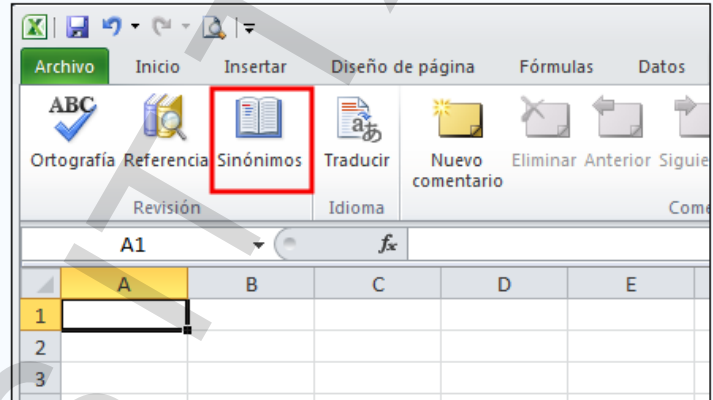 Archivo Inicio Insertar Diseño de página Fórmulas Datos
ABC
Ortografía Referencia Sinónimos Traducir Nuevo comentario Eliminar Anterior
Revisión Idioma
A1 fx
A B C D E
1
2
3